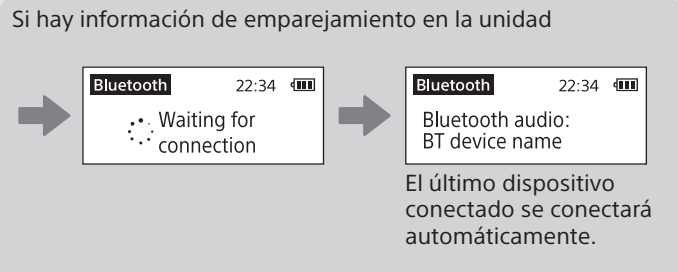 Si hay información de emparejamiento en la unidad
Bluetooth 22:34
Waiting for
connection
Bluetooth 22:34
Bluetooth audio:
BT device name
El último dispositivo
conectado se conectará
automáticamente.